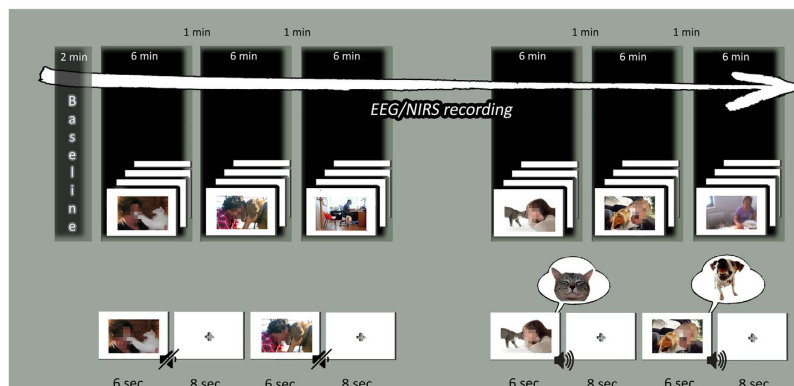 1 min 1 min 1 min 1 min
2 min 6 min 6 min 6 min 6 min 6 min 6 min
EEG/NIRS recording
Baseline
6 sec 8 sec 6 sec 8 sec 6 sec 8 sec 6 sec 8 sec